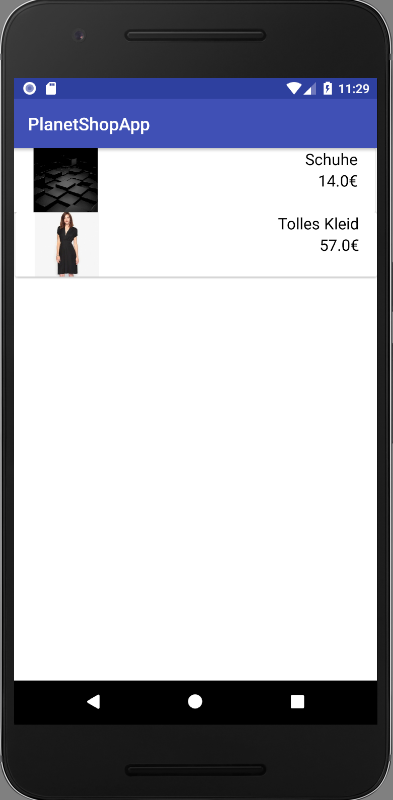 11:29
PlanetShopApp
Schuhe
14.0€
Tolles Kleid
57.0€